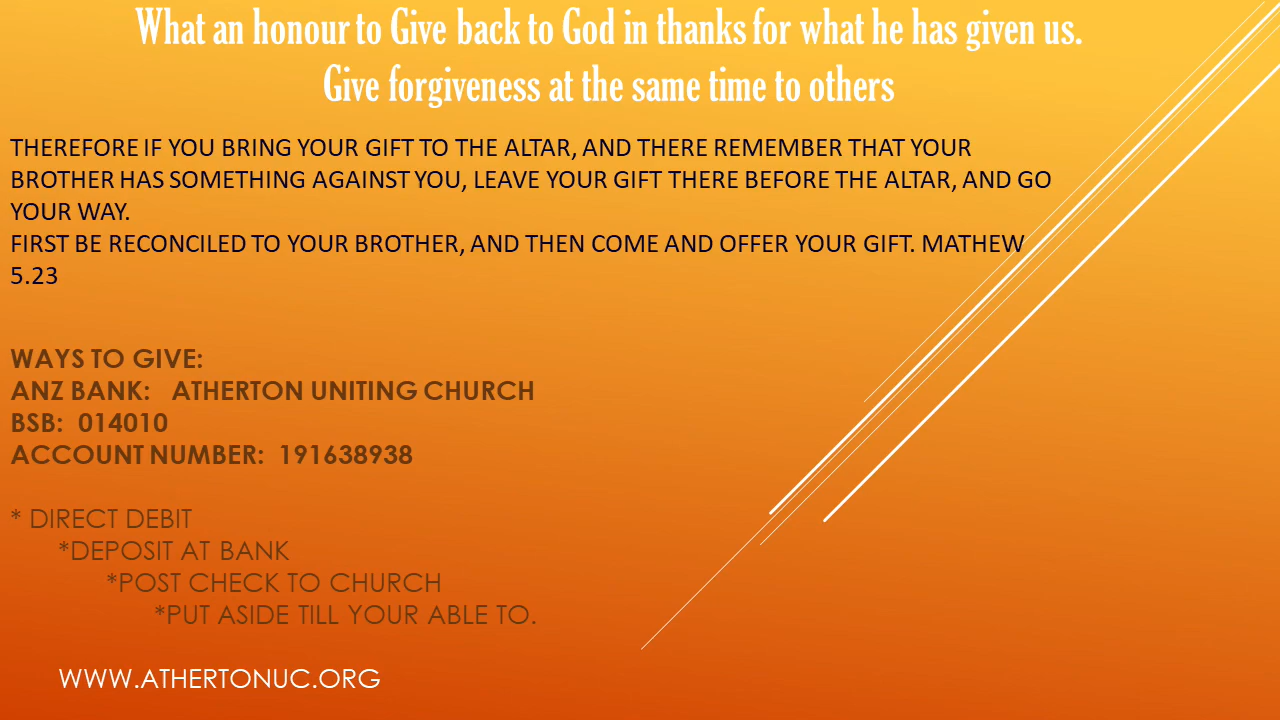 What an honour to Give back to God in thanks for what he has given us.
Give forgiveness at the same time to others
THEREFORE IF YOU BRING YOUR GIFT TO THE ALTAR, AND THERE REMEMBER THAT YOUR
BROTHER HAS SOMETHING AGAINST YOU, LEAVE YOUR GIFT THERE BEFORE THE ALTAR, AND GO
YOUR WAY.
FIRST BE RECONCILED TO YOUR BROTHER, AND THEN COME AND OFFER YOUR GIFT. MATHEW
5.23
WAYS TO GIVE:
ANZ BANK: ATHERTON UNITING CHURCH
BSB: 014010
ACCOUNT NUMBER: 191638938
* DIRECT DEBIT
*DEPOSIT AT BANK
*POST CHECK TO CHURCH
*PUT ASIDE TILL YOUR ABLE TO.
WWW.ATHERTONUC.ORG